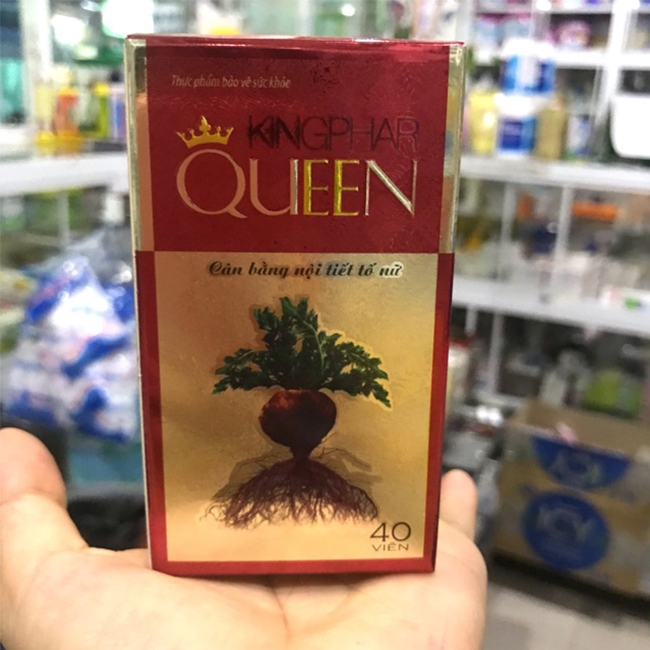 Thực phẩm bảo vệ sức khỏe
KINGPHAR
QUEEN
Cân bằng nội tiết tố nữ
40
VIÊN